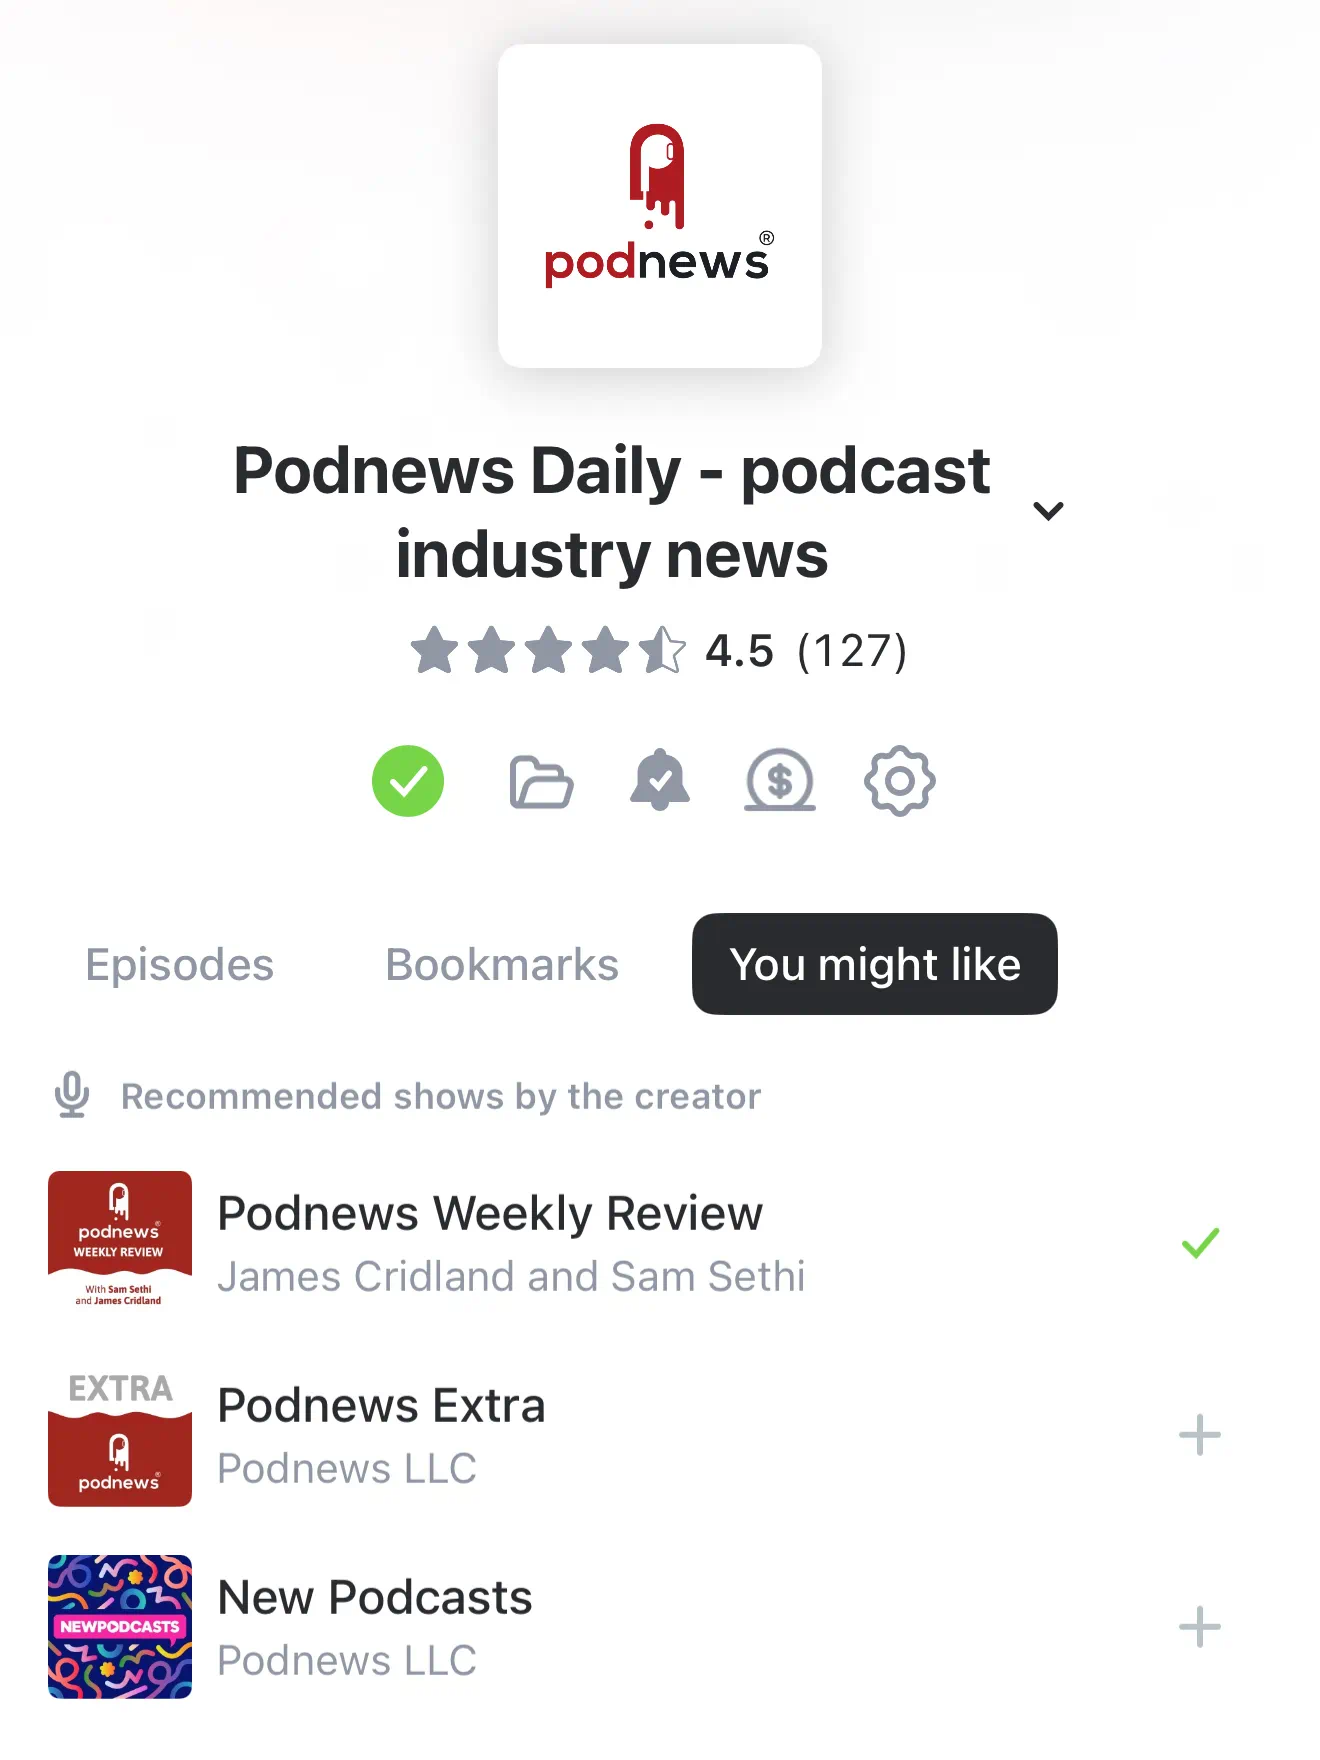 podnews®
Podnews Daily - podcast
industry news
4.5 (127)
Episodes
Bookmarks
You might like
Recommended shows by the creator
podnews®
WEEKLY REVIEW
With Sam Sethi
and James Cridland
Podnews Weekly Review
James Cridland and Sam Sethi
EXTRA
podnews®
Podnews Extra
Podnews LLC
NEWPODCASTS
New Podcasts
Podnews LLC